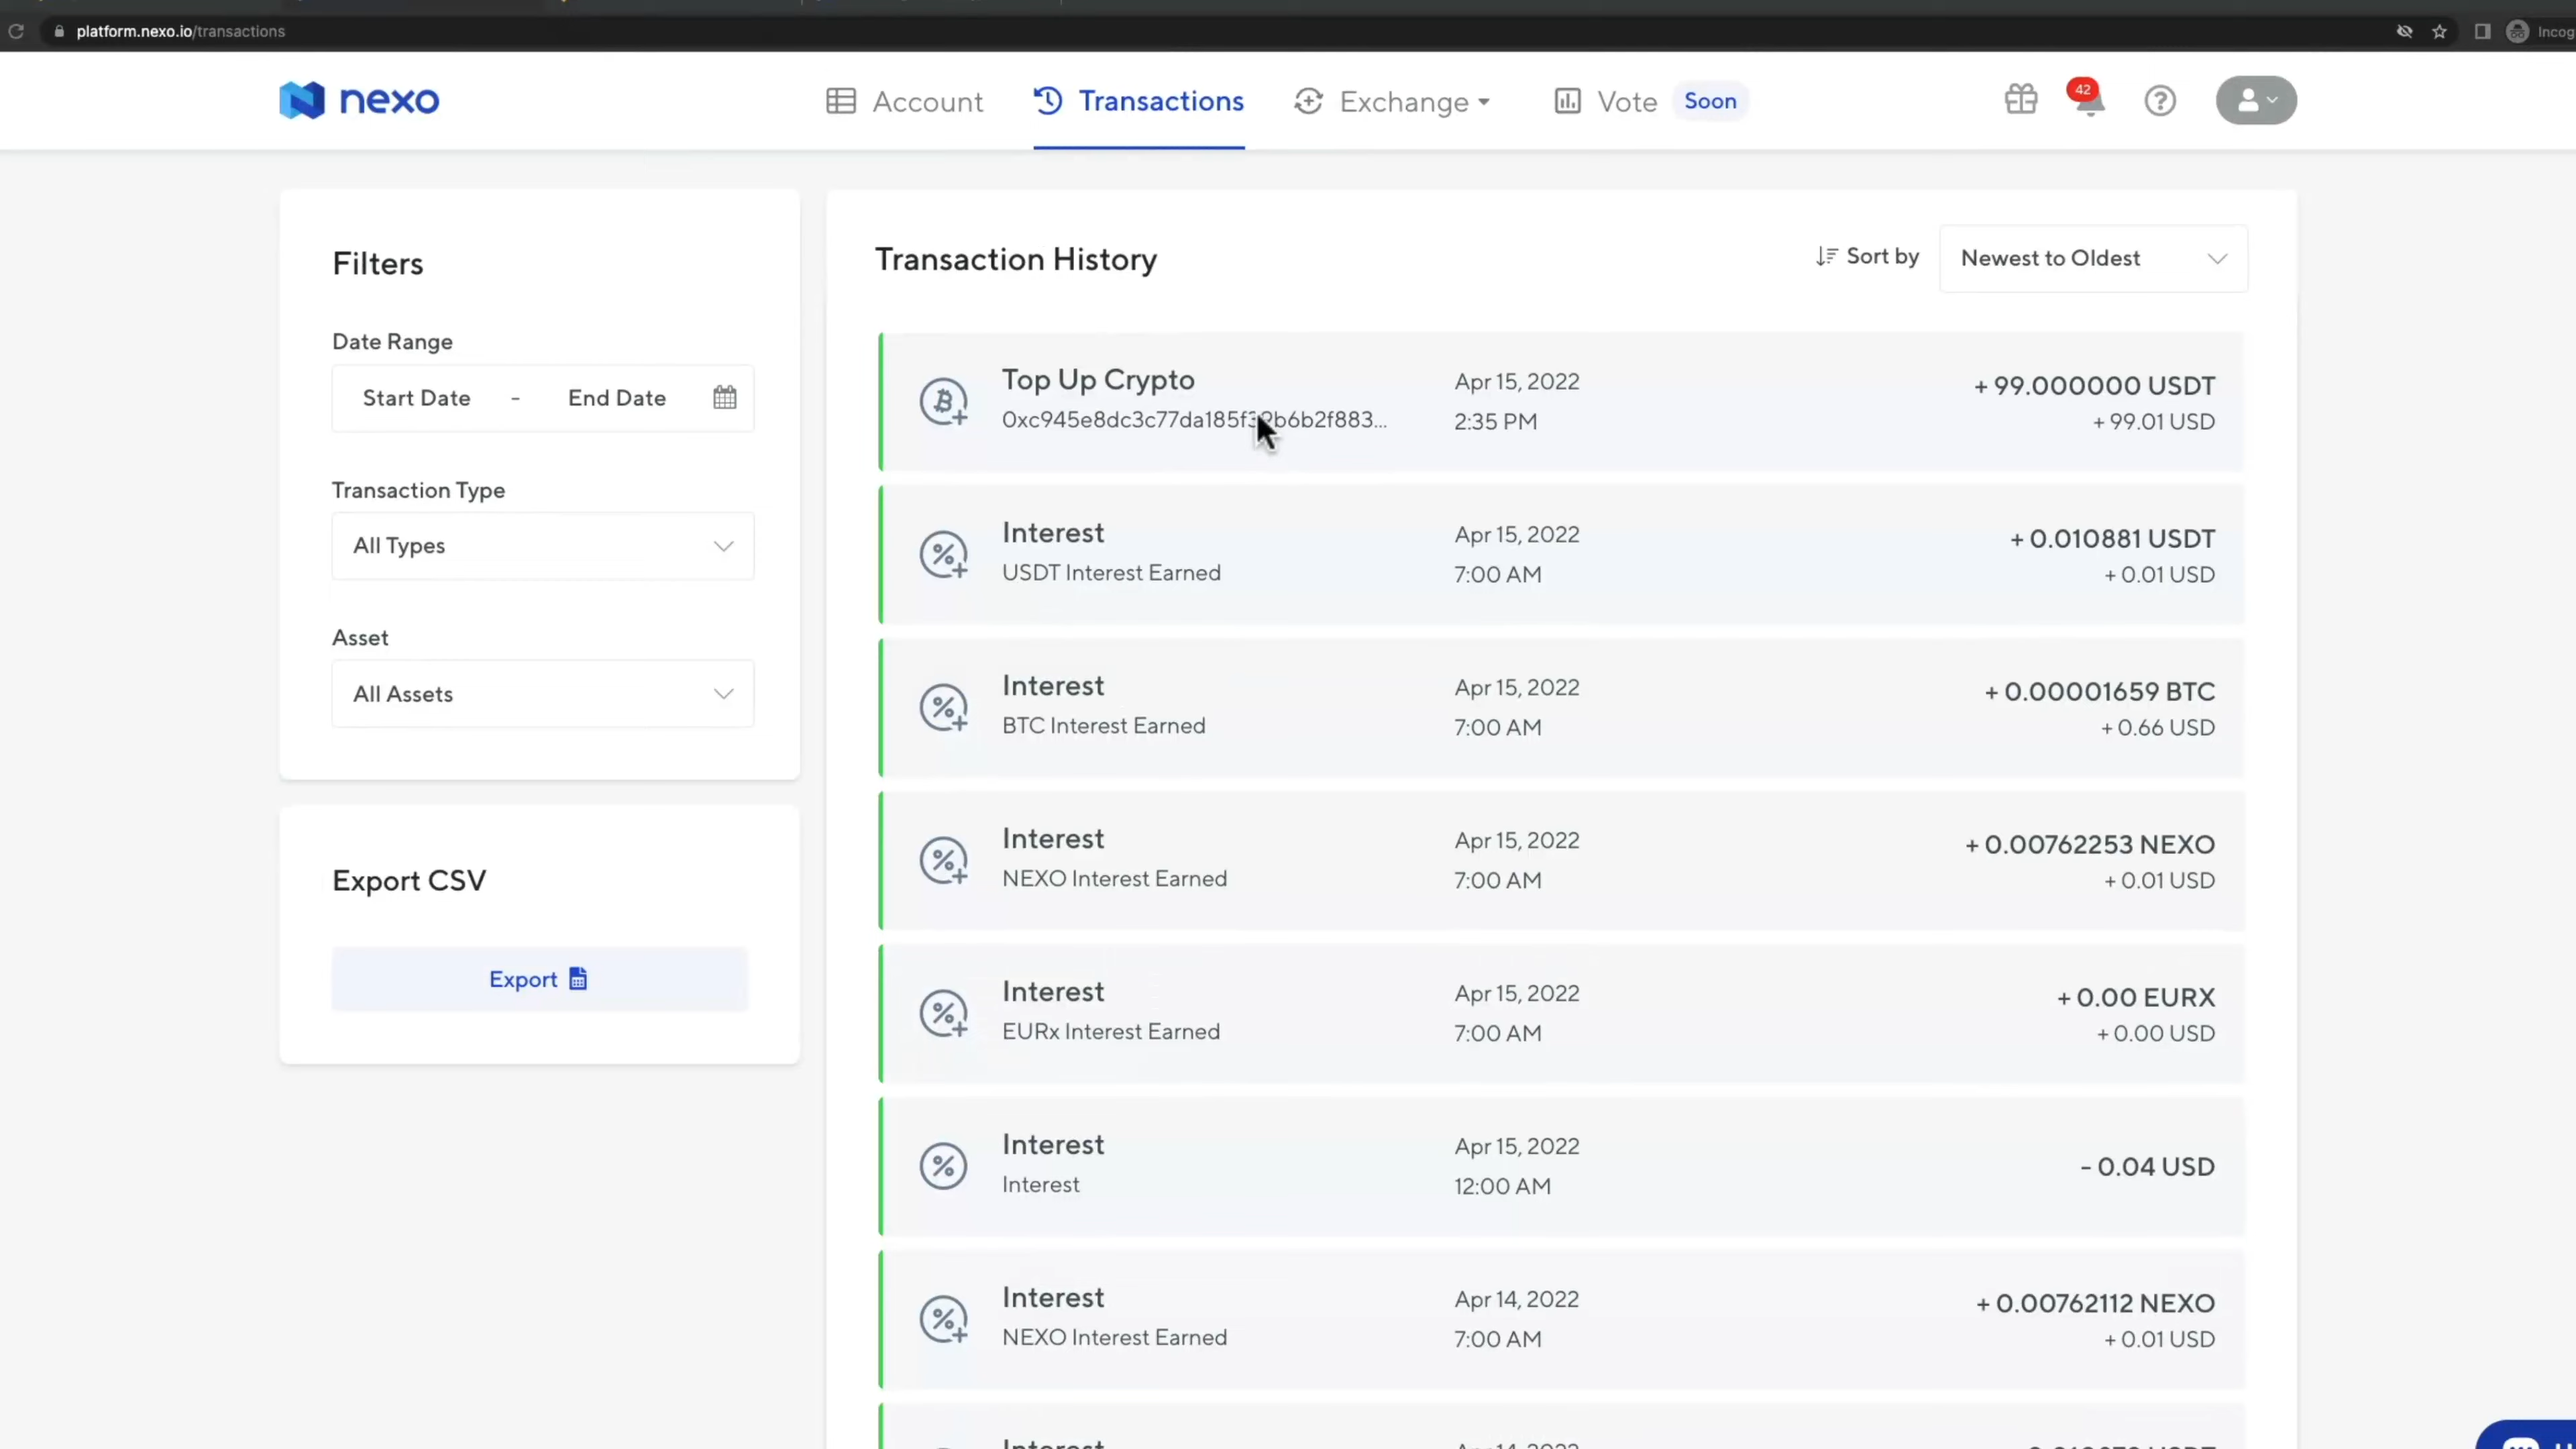 platform.nexo.io/transactions
nexo
Account
Transactions
Exchange
Vote
Soon
42
Filters
Date Range
Start Date - End Date
Transaction Type
All Types
Asset
All Assets
Export CSV
Export
Transaction History
Sort by
Newest to Oldest
Top Up Crypto
Apr 15, 2022
+ 99.000000 USDT
2:35 PM
+ 99.01 USD
Interest
Apr 15, 2022
+ 0.010881 USDT
USDT Interest Earned
7:00 AM
+ 0.01 USD
Interest
Apr 15, 2022
+ 0.00001659 BTC
BTC Interest Earned
7:00 AM
+ 0.66 USD
Interest
Apr 15, 2022
+ 0.00762253 NEXO
NEXO Interest Earned
7:00 AM
+ 0.01 USD
Interest
Apr 15, 2022
+ 0.00 EURX
EURx Interest Earned
7:00 AM
+ 0.00 USD
Interest
Apr 15, 2022
- 0.04 USD
Interest
12:00 AM
Interest
Apr 14, 2022
+ 0.00762112 NEXO
NEXO Interest Earned
7:00 AM
+ 0.01 USD